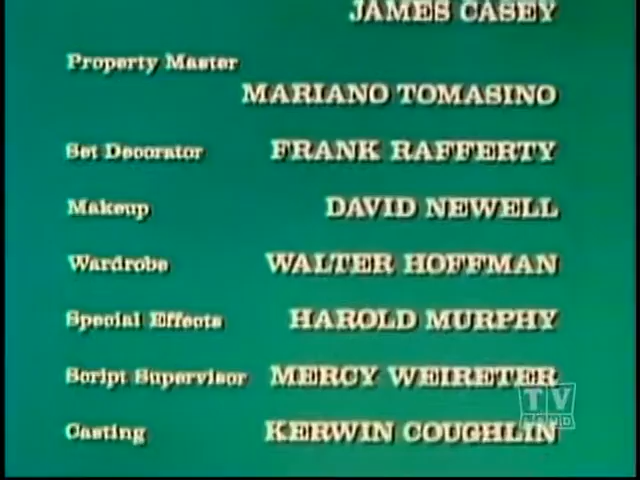 JAMES CASEY
Property Master
MARIANO TOMASINO
Set Decorator FRANK RAFFERTY
Makeup DAVID NEWELL
Wardrobe WALTER HOFFMAN
Special Effects HAROLD MURPHY
Script Supervisor MERCY WEIRETER
Casting KERWIN COUGHLIN
TV
LAND